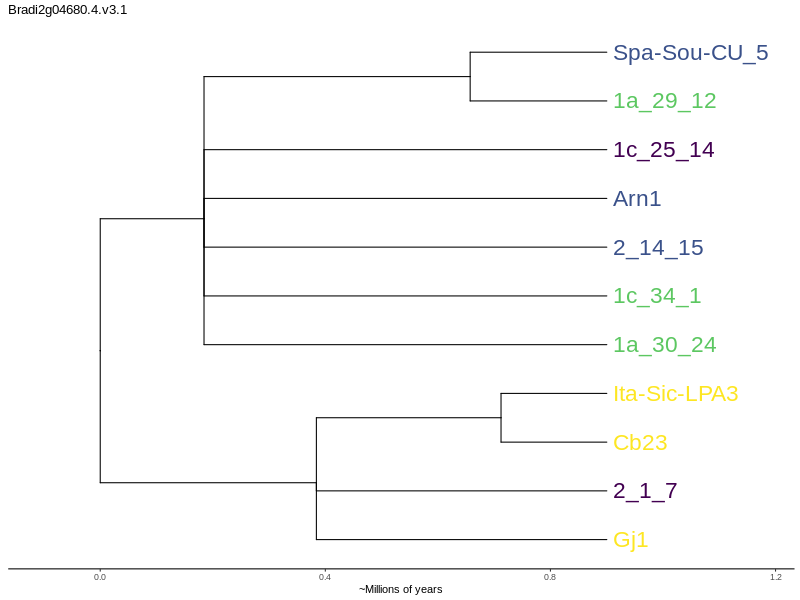 Bradi2g04680.4.v3.1
Spa-Sou-CU_5
1a_29_12
1c_25_14
Arn1
2_14_15
1c_34_1
1a_30_24
Ita-Sic-LPA3
Cb23
2_1_7
Gj1
0.0 0.4 0.8 1.2
~Millions of years